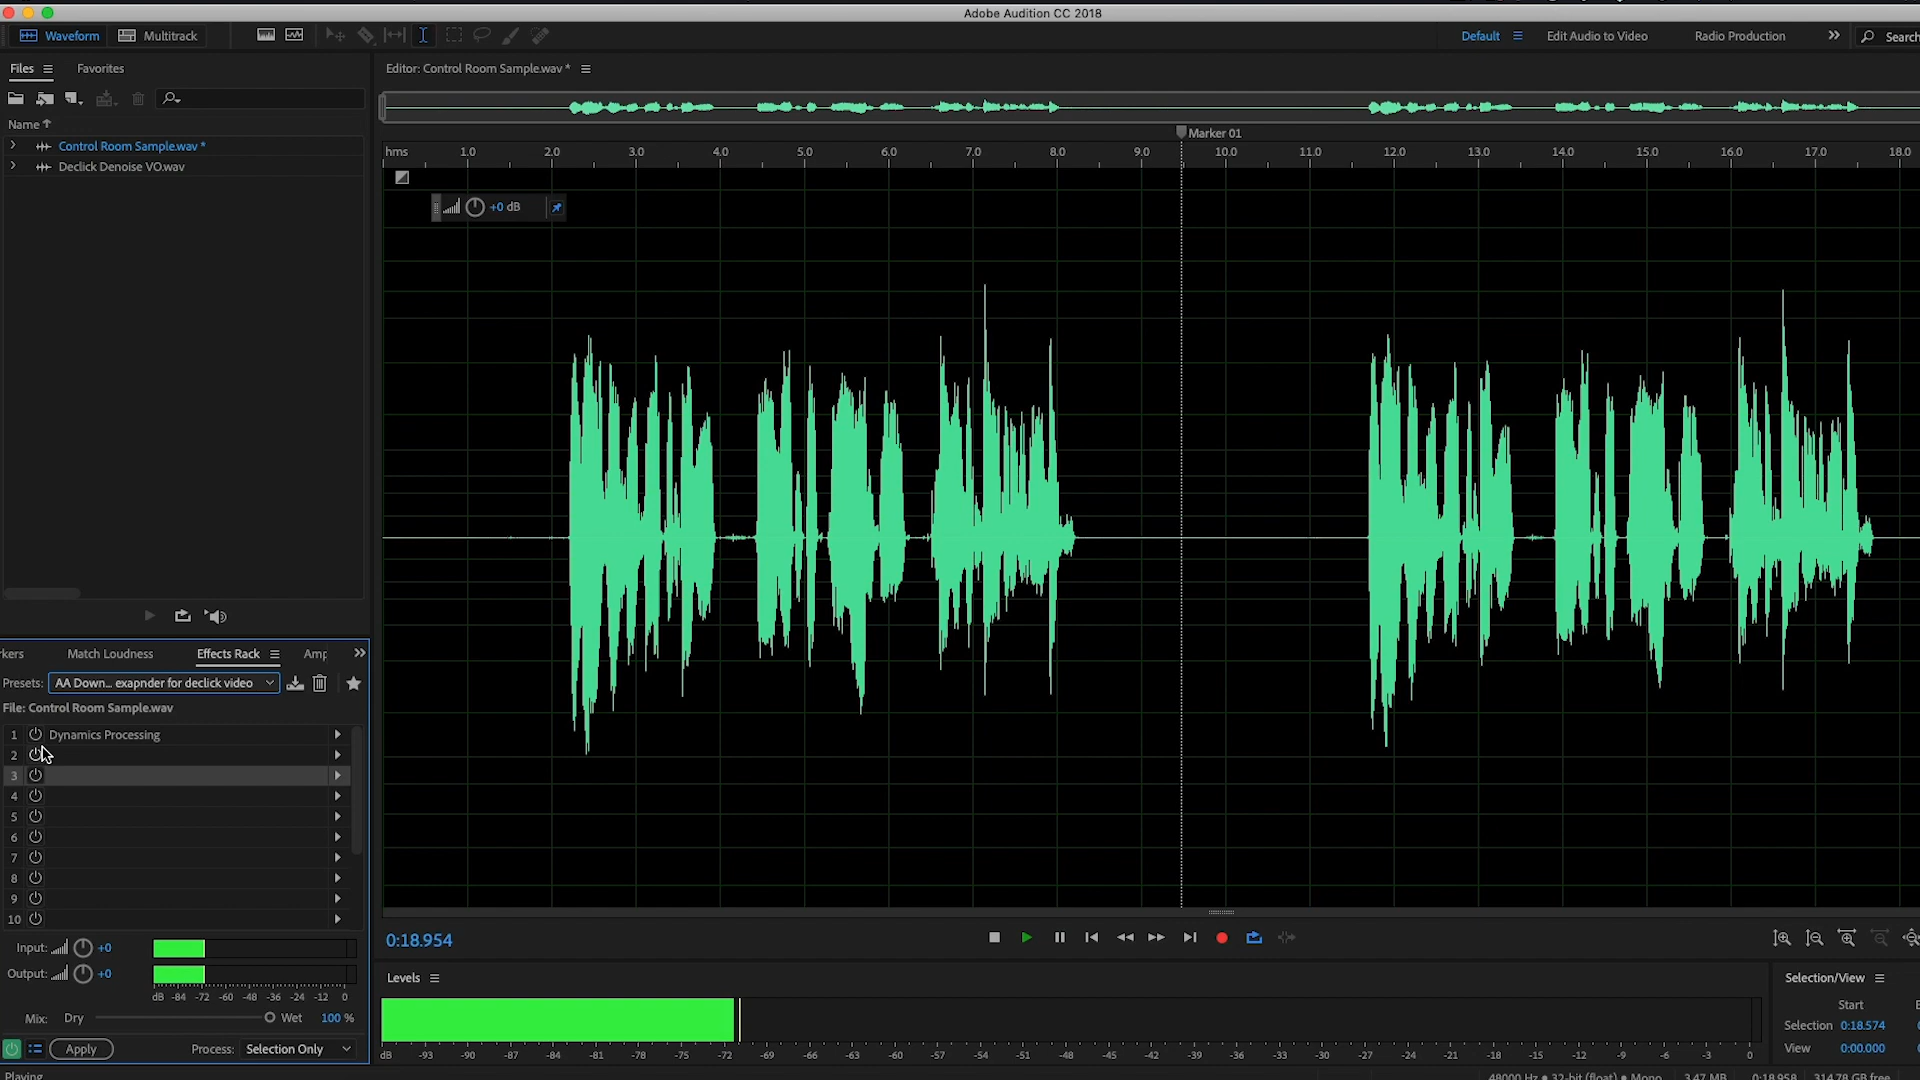 Adobe Audition CC 2018
Waveform Multitrack Default Edit Audio to Video Radio Production Search
Files Favorites
Editor: Control Room Sample.wav *
Name
Control Room Sample.wav *
Declick Denoise VO.wav
Marker 01
hms 1.0 2.0 3.0 4.0 5.0 6.0 7.0 8.0 9.0 10.0 11.0 12.0 13.0 14.0 15.0 16.0 17.0 18.0
+0 dB
kers Match Loudness Effects Rack Amp
Presets: AA Down... exapnder for declick video
File: Control Room Sample.wav
1 Dynamics Processing
2
3
4
5
6
7
8
9
10
Input: +0
Output: +0
dB -84 -72 -60 -48 -36 -24 -12 0
Mix: Dry Wet 100 %
Apply Process: Selection Only
Playing
0:18.954
Levels
dB -93 -90 -87 -84 -81 -78 -75 -72 -69 -66 -63 -60 -57 -54 -51 -48 -45 -42 -39 -36 -33 -30 -27 -24 -21 -18 -15 -12 -9 -6 -3 0
Selection/View
Start
Selection 0:18.574
View 0:00.000
48000 Hz • 32-bit (float) • Mono 3.47 MB 0:18.958 314.78 GB free